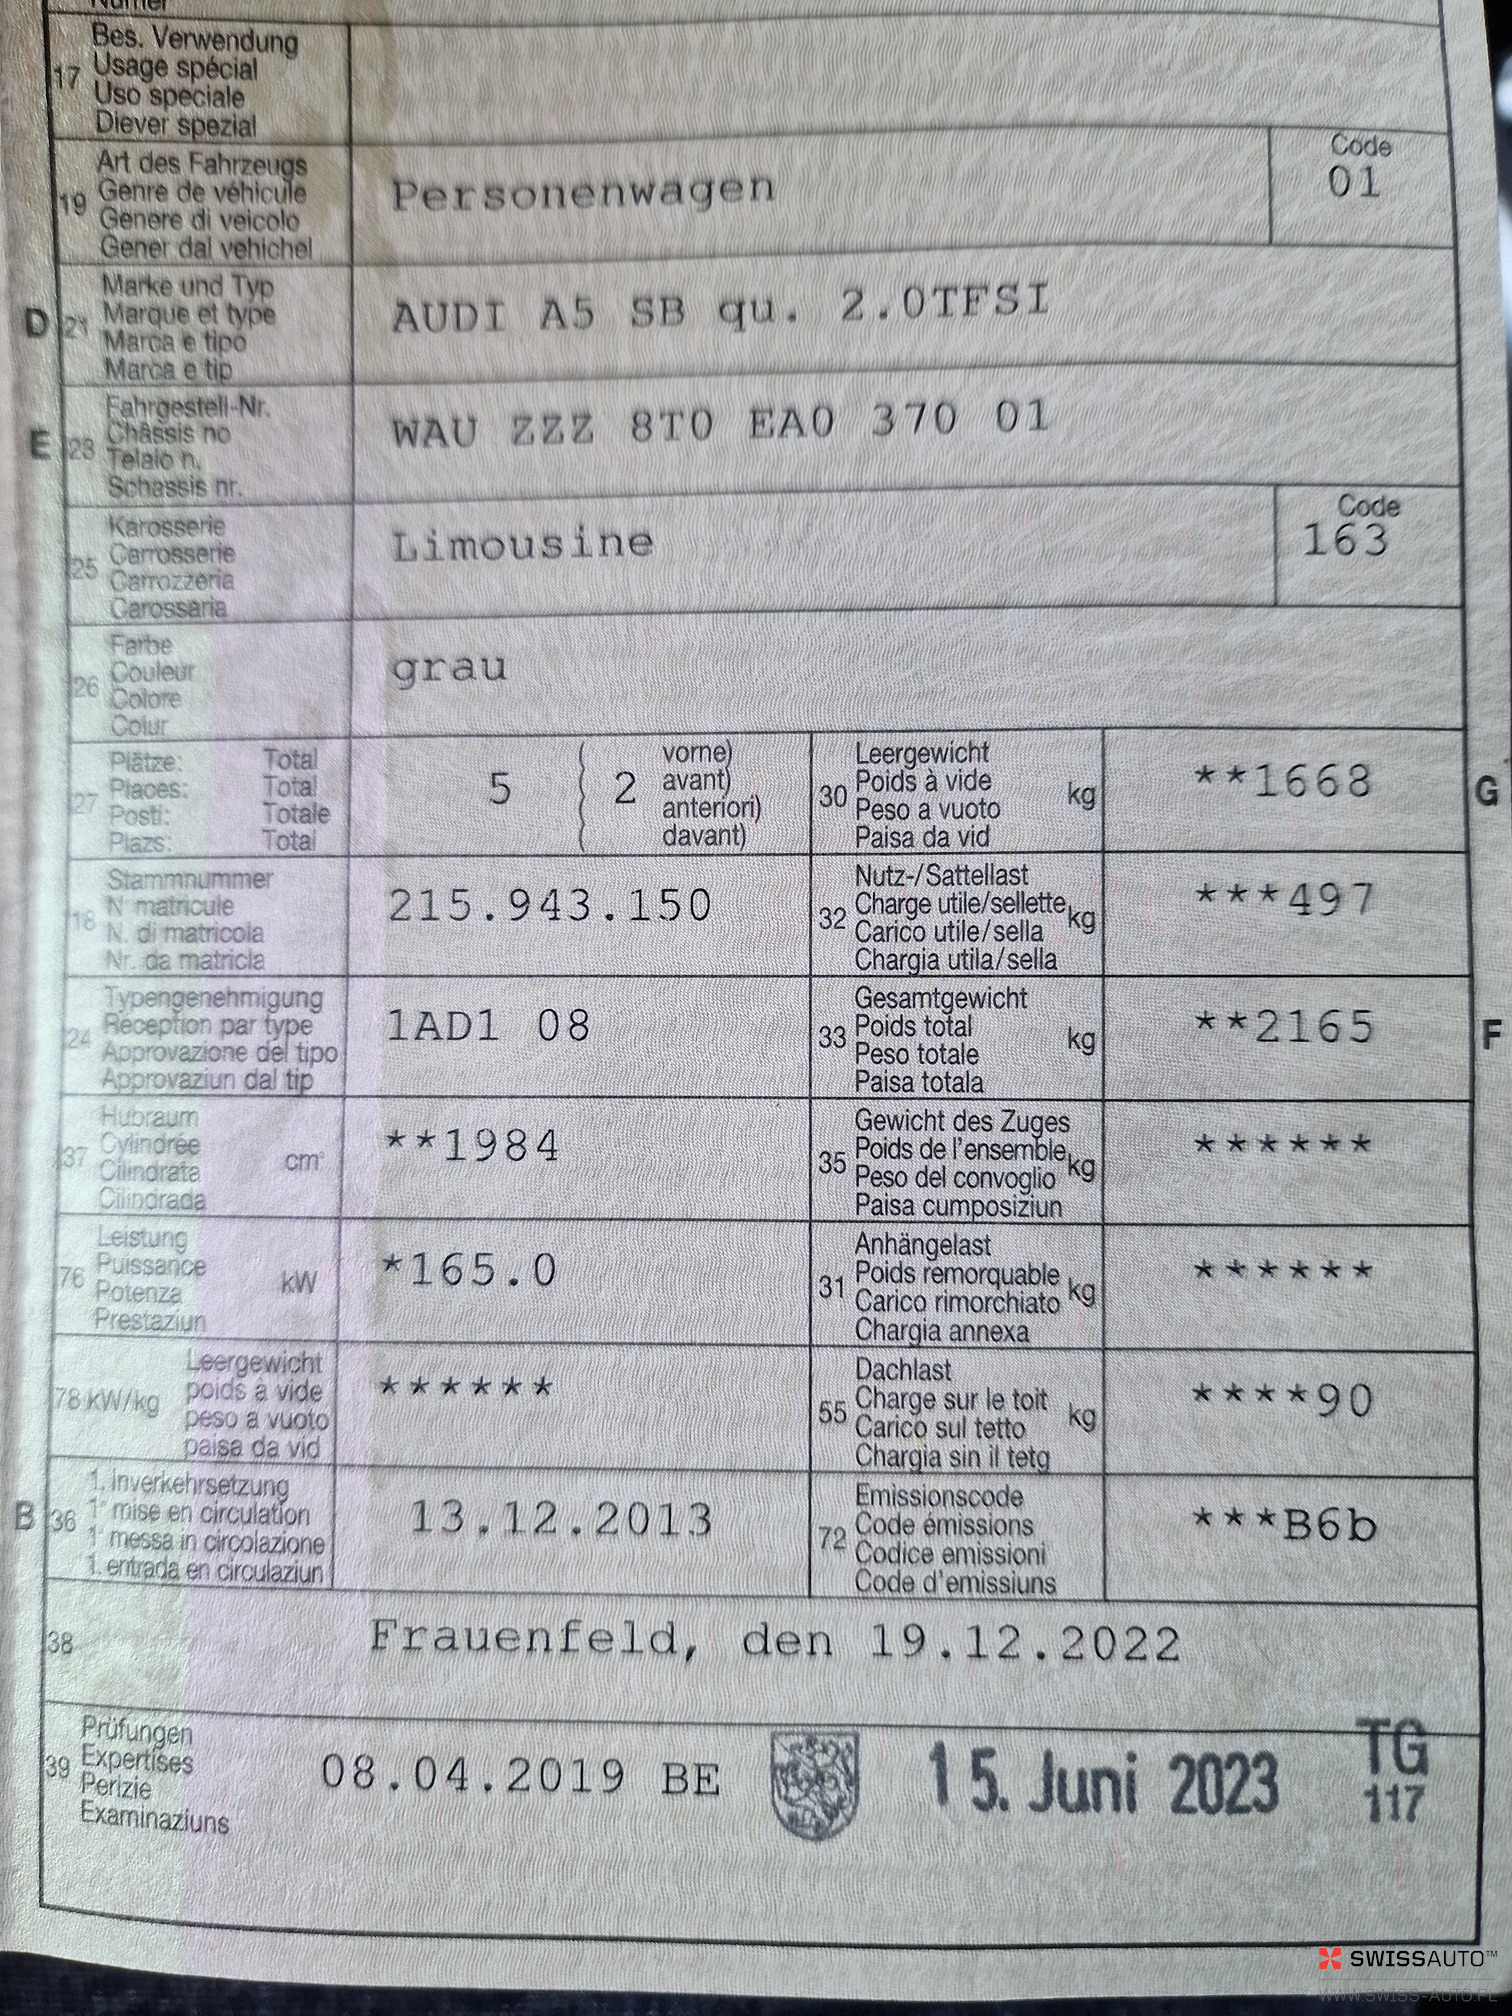 Numer
17 Bes. Verwendung
Usage spécial
Uso speciale
Diever spezial
19 Art des Fahrzeugs
Genre de véhicule
Genere di veicolo
Gener dal vehichel
Personenwagen
Code
01
D 21 Marke und Typ
Marque et type
Marca e tipo
Marca e tip
AUDI A5 SB qu. 2.0TFSI
E 23 Fahrgestell-Nr.
Châssis no
Telaio n.
Schassis nr.
WAU ZZZ 8T0 EA0 370 01
25 Karosserie
Carrosserie
Carrozzeria
Carossaria
Limousine
Code
163
26 Farbe
Couleur
Colore
Colur
grau
27 Plätze: Total
Places: Total
Posti: Totale
Plazs: Total
5 ( 2 vorne)
avant)
anteriori)
davant)
30 Leergewicht
Poids à vide
Peso a vuoto
Paisa da vid
kg
**1668
G
18 Stammnummer
N matricule
N. di matricola
Nr. da matricla
215.943.150
32 Nutz-/Sattellast
Charge utile/sellette
Carico utile/sella
Chargia utila/sella
kg
***497
24 Typengenehmigung
Reception par type
Approvazione del tipo
Approvaziun dal tip
1AD1 08
33 Gesamtgewicht
Poids total
Peso totale
Paisa totala
kg
**2165
F
37 Hubraum
Cylindrée
Cilindrata
Cilindrada
cm³
**1984
35 Gewicht des Zuges
Poids de l'ensemble
Peso del convoglio
Paisa cumposiziun
kg
******
76 Leistung
Puissance
Potenza
Prestaziun
kW
*165.0
31 Anhängelast
Poids remorquable
Carico rimorchiato
Chargia annexa
kg
******
78 kW/kg Leergewicht
poids à vide
peso a vuoto
paisa da vid
******
55 Dachlast
Charge sur le toit
Carico sul tetto
Chargia sin il tetg
kg
****90
B 36 1. Inverkehrsetzung
1re mise en circulation
1a messa in circolazione
1. entrada en circulaziun
13.12.2013
72 Emissionscode
Code émissions
Codice emissioni
Code d'emissiuns
***B6b
38 Frauenfeld, den 19.12.2022
39 Prüfungen
Expertises
Perizie
Examinaziuns
08.04.2019 BE
15. Juni 2023
TG
117
SWISSAUTO™
WWW.SWISS-AUTO.PL